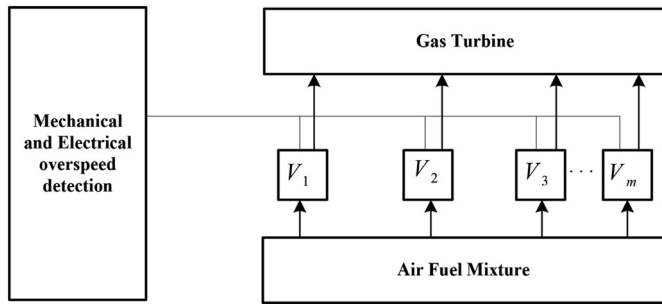 Gas Turbine
Mechanical
and Electrical
overspeed
detection
V1 V2 V3 ... Vm
Air Fuel Mixture